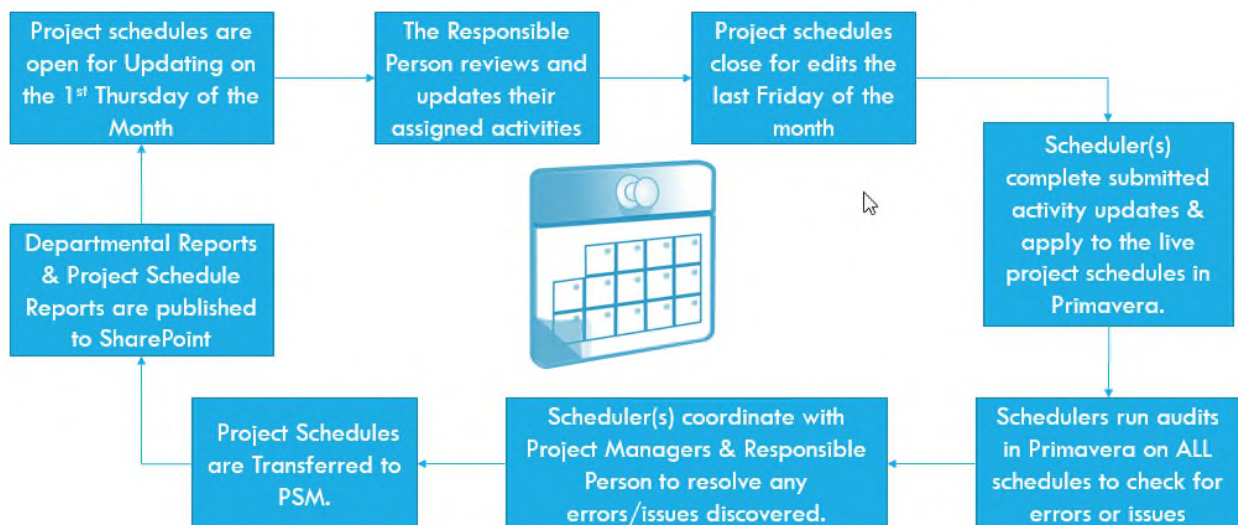 Project schedules are
open for Updating on
the 1st Thursday of the
Month
The Responsible
Person reviews and
updates their
assigned activities
Project schedules
close for edits the
last Friday of the
month
Scheduler(s)
complete submitted
activity updates &
apply to the live
project schedules in
Primavera.
Schedulers run audits
in Primavera on ALL
schedules to check for
errors or issues
Scheduler(s) coordinate with
Project Managers & Responsible
Person to resolve any
errors/issues discovered.
Project Schedules
are Transferred to
PSM.
Departmental Reports
& Project Schedule
Reports are published
to SharePoint